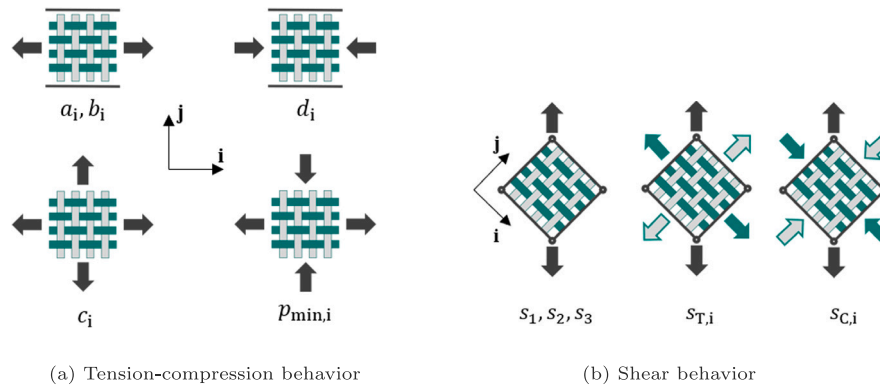 a_i, b_i
d_i
j
i
c_i
p_min,i
j
i
s_1, s_2, s_3
s_T,i
s_C,i
(a) Tension-compression behavior
(b) Shear behavior